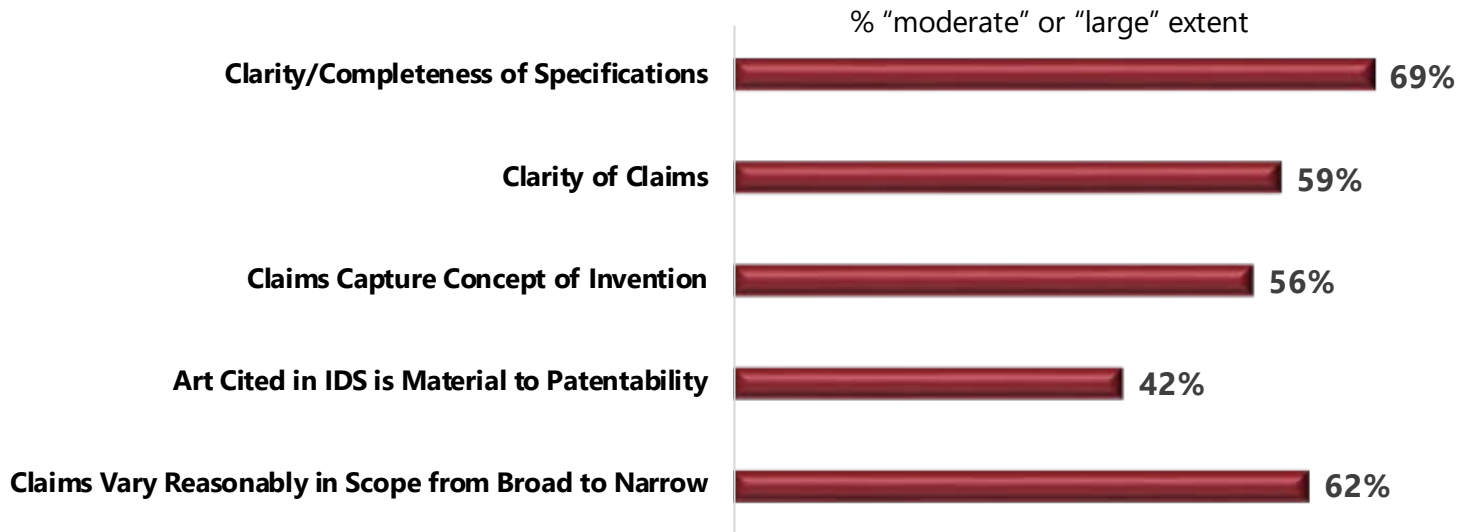 % “moderate” or “large” extent
Clarity/Completeness of Specifications 69%
Clarity of Claims 59%
Claims Capture Concept of Invention 56%
Art Cited in IDS is Material to Patentability 42%
Claims Vary Reasonably in Scope from Broad to Narrow 62%